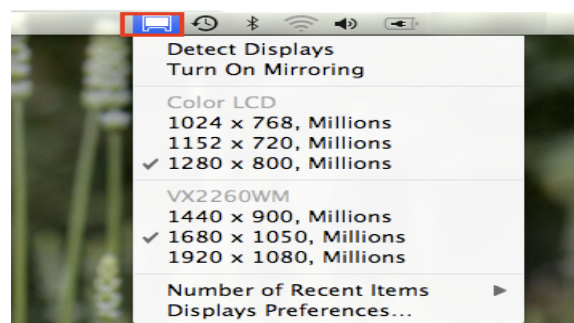 Detect Displays
Turn On Mirroring
Color LCD
1024 x 768, Millions
1152 x 720, Millions
1280 x 800, Millions
VX2260WM
1440 x 900, Millions
1680 x 1050, Millions
1920 x 1080, Millions
Number of Recent Items
Displays Preferences...